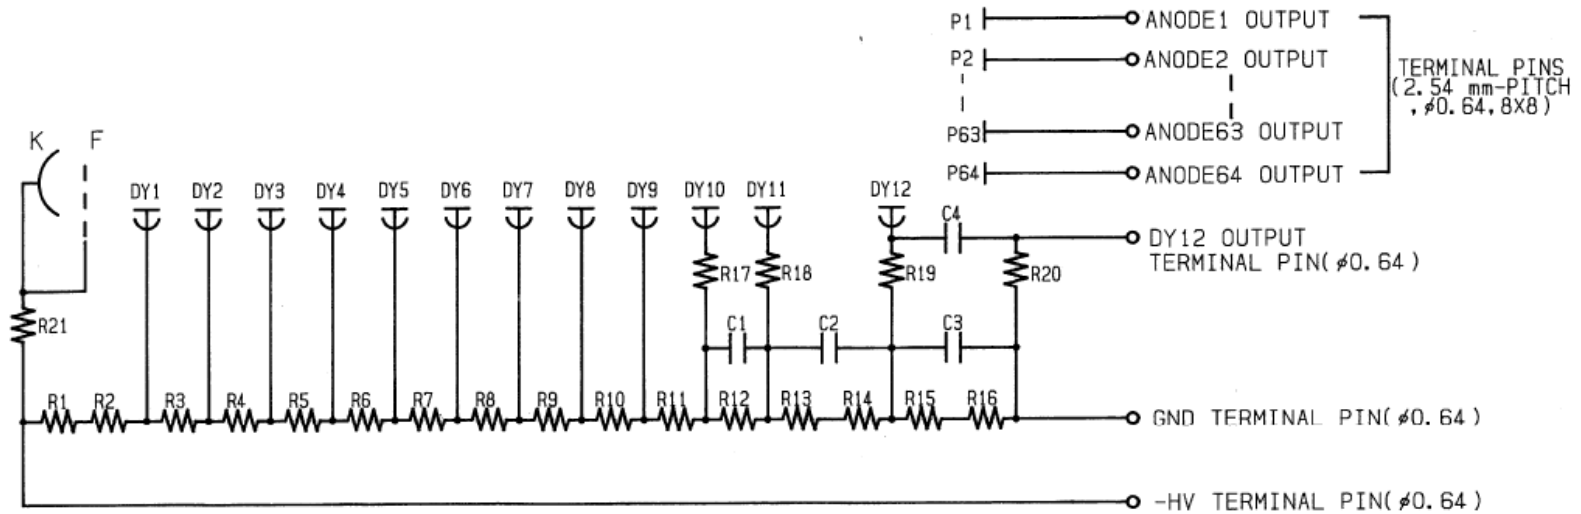 P1 ANODE1 OUTPUT
P2 ANODE2 OUTPUT
TERMINAL PINS
(2.54 mm-PITCH
,ø0.64,8X8)
P63 ANODE63 OUTPUT
P64 ANODE64 OUTPUT
K F
DY1 DY2 DY3 DY4 DY5 DY6 DY7 DY8 DY9 DY10 DY11 DY12
C4
DY12 OUTPUT
TERMINAL PIN(ø0.64)
R17 R18 R19 R20
R21
C1 C2 C3
R1 R2 R3 R4 R5 R6 R7 R8 R9 R10 R11 R12 R13 R14 R15 R16
GND TERMINAL PIN(ø0.64)
-HV TERMINAL PIN(ø0.64)